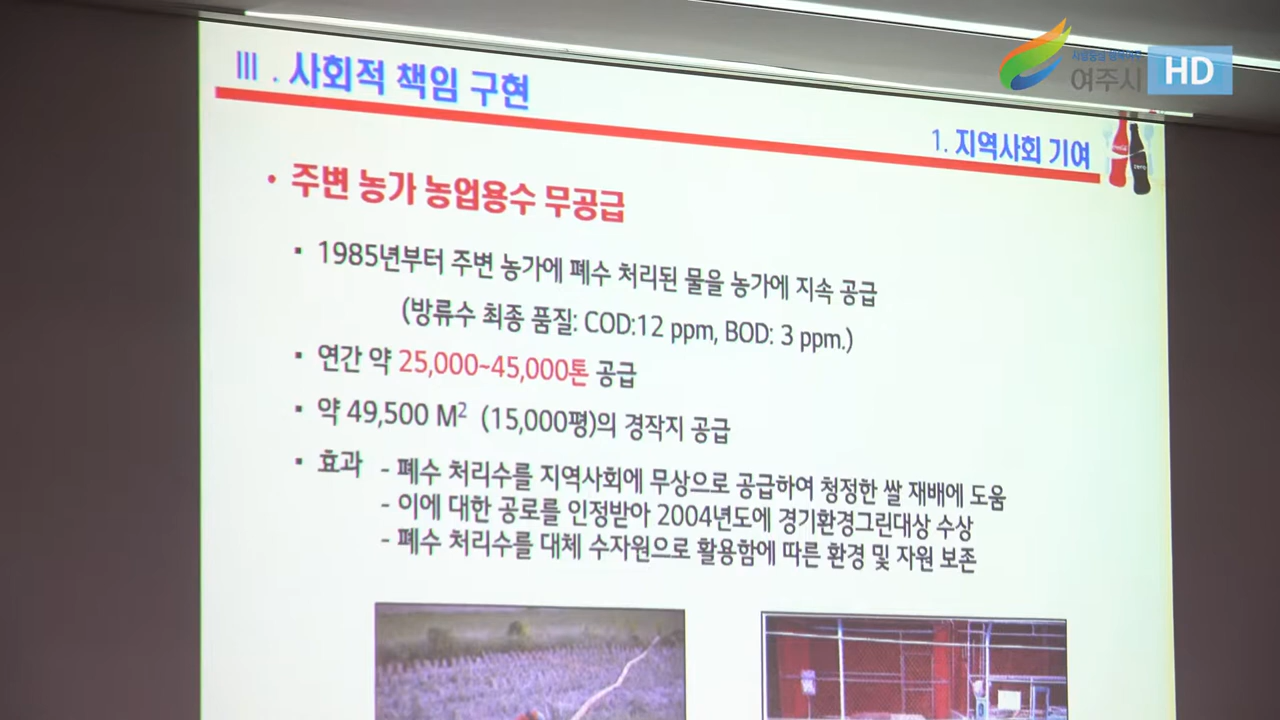 여주시 HD
Ⅲ. 사회적 책임 구현
1. 지역사회 기여
• 주변 농가 농업용수 무공급
▪ 1985년부터 주변 농가에 폐수 처리된 물을 농가에 지속 공급
(방류수 최종 품질: COD:12 ppm, BOD: 3 ppm.)
▪ 연간 약 25,000~45,000톤 공급
▪ 약 49,500 M² (15,000평)의 경작지 공급
▪ 효과 - 폐수 처리수를 지역사회에 무상으로 공급하여 청정한 쌀 재배에 도움
- 이에 대한 공로를 인정받아 2004년도에 경기환경그린대상 수상
- 폐수 처리수를 대체 수자원으로 활용함에 따른 환경 및 자원 보존